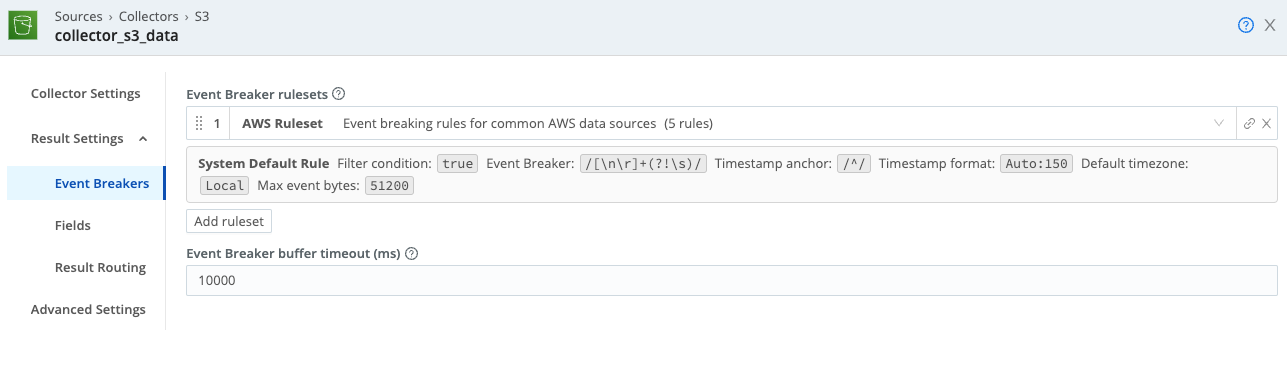 Sources › Collectors › S3
collector_s3_data
Collector Settings
Result Settings
Event Breakers
Fields
Result Routing
Advanced Settings
Event Breaker rulesets
1 AWS Ruleset Event breaking rules for common AWS data sources (5 rules)
System Default Rule Filter condition: true Event Breaker: /[\n\r]+(?!\s)/ Timestamp anchor: /^/ Timestamp format: Auto:150 Default timezone:
Local Max event bytes: 51200
Add ruleset
Event Breaker buffer timeout (ms)
10000